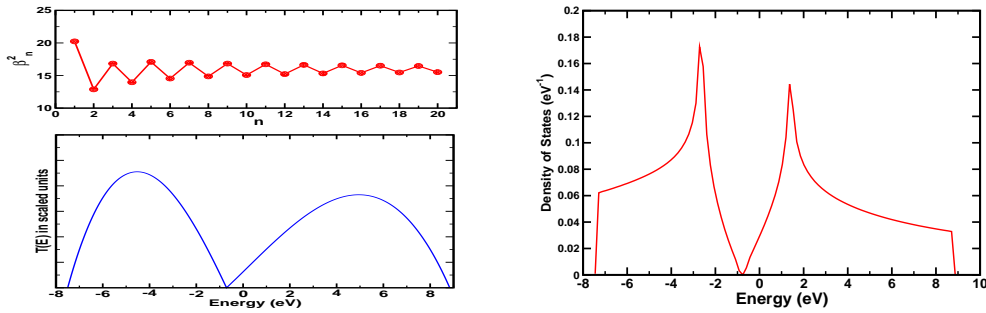 25
20
15
10
β²ₙ
0 2 4 6 8 10 12 14 16 18 20
n
T(E) in scaled units
-8 -6 -4 -2 0 2 4 6 8
Energy (eV)
0.2
0.18
0.16
0.14
0.12
0.1
0.08
0.06
0.04
0.02
0
Density of States (eV⁻¹)
-8 -6 -4 -2 0 2 4 6 8 10
Energy (eV)